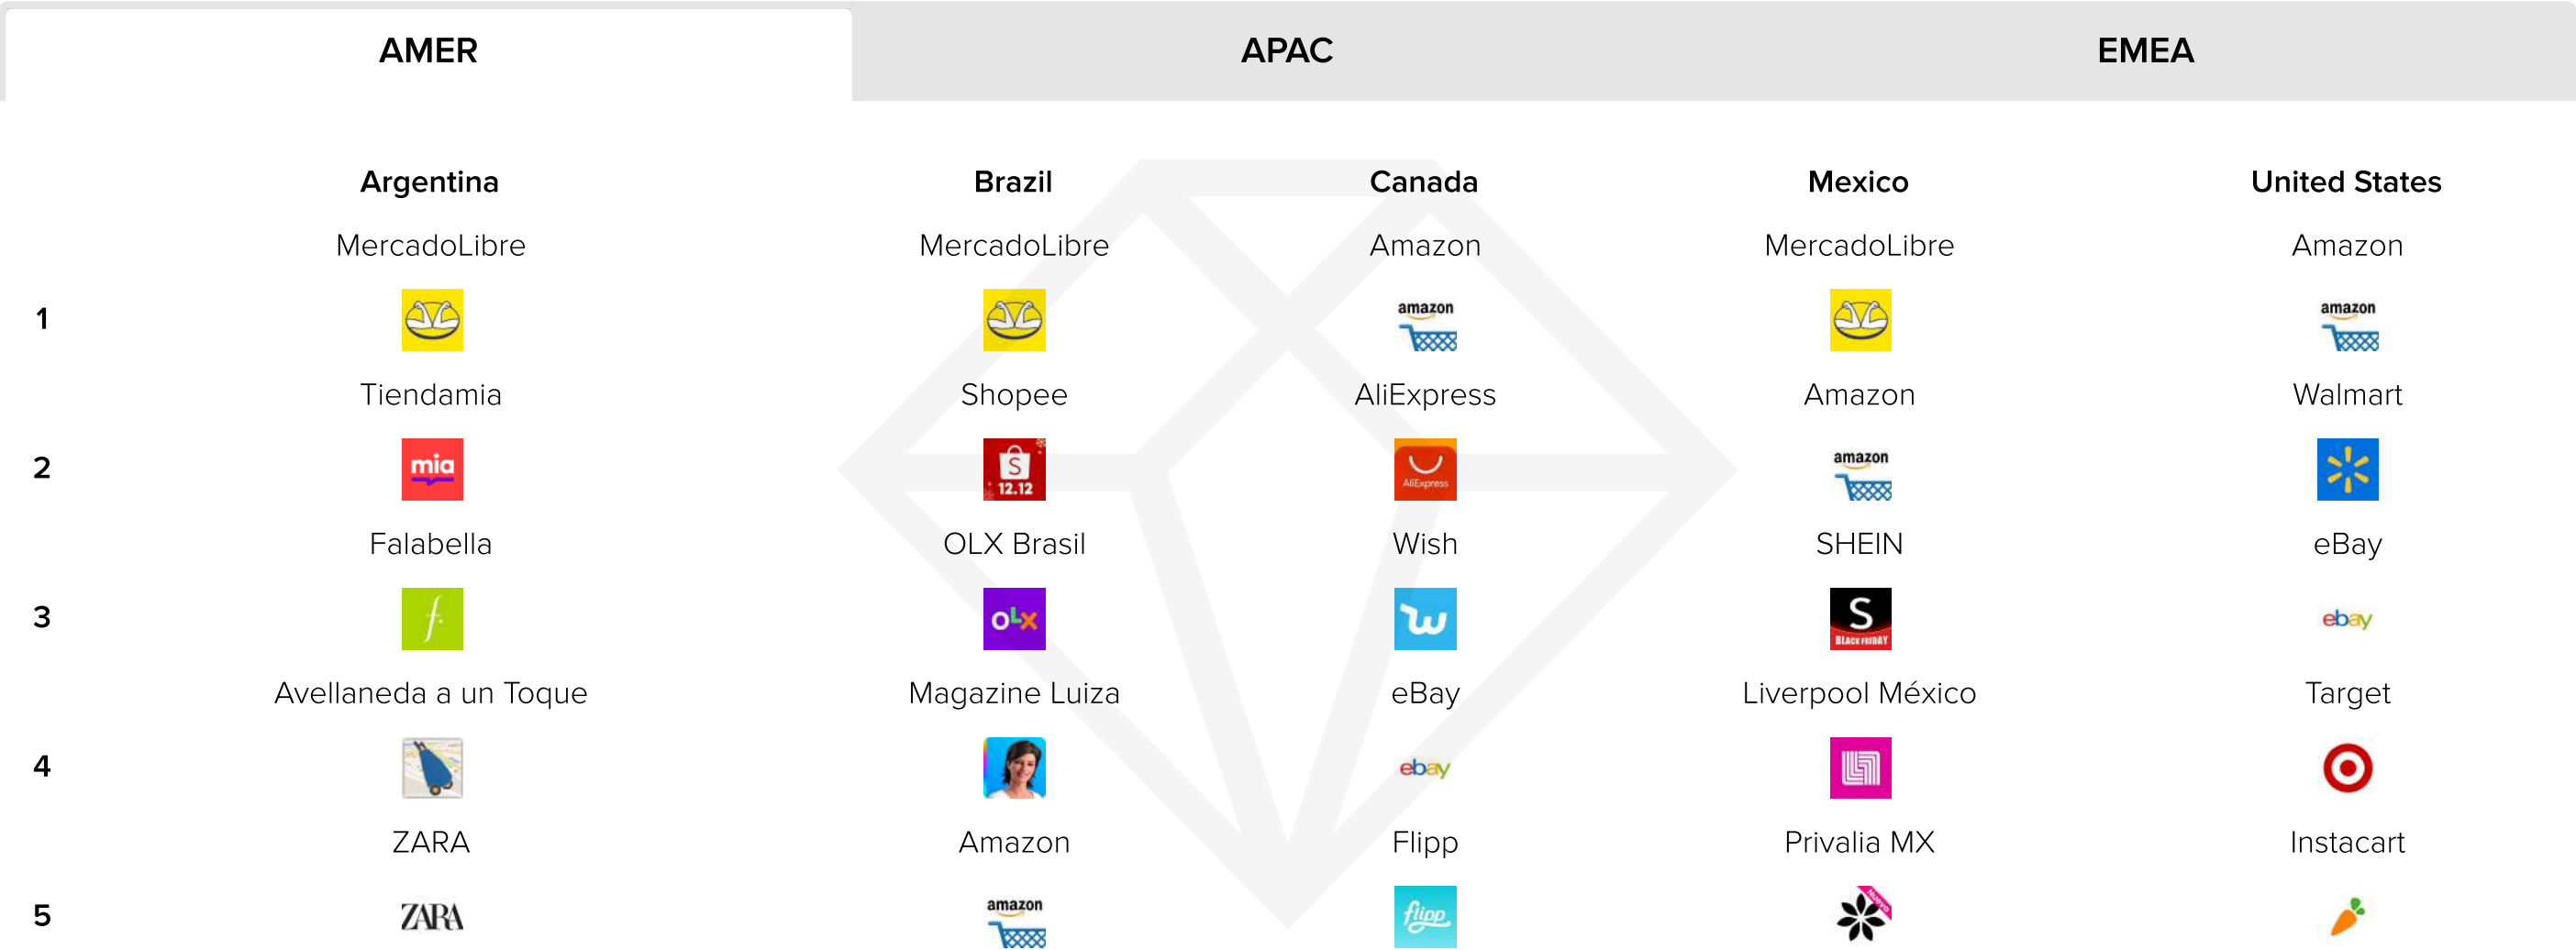 AMER APAC EMEA
Argentina Brazil Canada Mexico United States
MercadoLibre MercadoLibre Amazon MercadoLibre Amazon
1 amazon amazon
Tiendamia Shopee AliExpress Amazon Walmart
2 mia S 12.12 AliExpress amazon
Falabella OLX Brasil Wish SHEIN eBay
3 f. OLX w S BLACK FRIDAY ebay
Avellaneda a un Toque Magazine Luiza eBay Liverpool México Target
4 ebay
ZARA Amazon Flipp Privalia MX Instacart
5 ZARA amazon flipp Nuevo